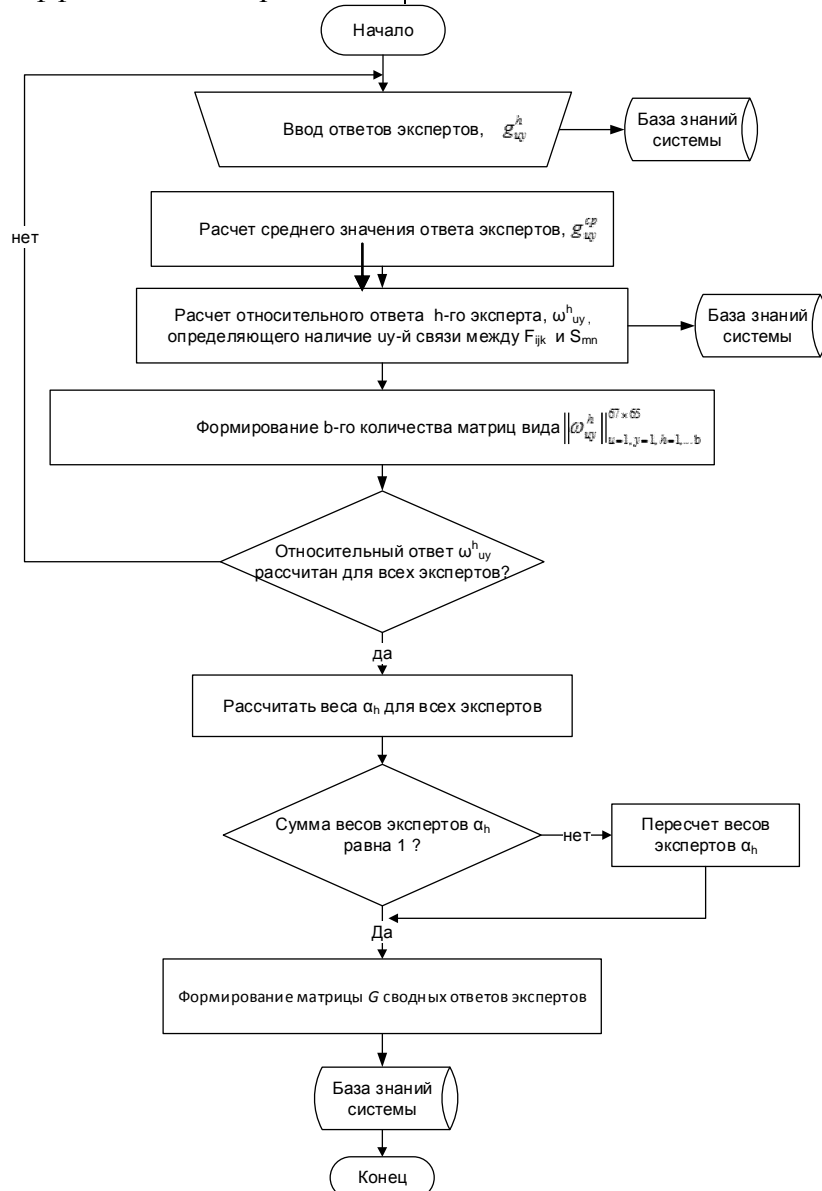 Начало
Ввод ответов экспертов, g^h_uy
База знаний
системы
Расчет среднего значения ответа экспертов, g^ср_uy
нет
Расчет относительного ответа h-го эксперта, ω^h_uy,
определяющего наличие uy-й связи между F_ijk и S_mn
База знаний
системы
Формирование b-го количества матриц вида ||ω^h_uy||^67×65_u=1, y=1, h=1,...b
Относительный ответ ω^h_uy
рассчитан для всех экспертов?
да
Рассчитать веса α_h для всех экспертов
Сумма весов экспертов α_h
равна 1 ?
нет
Пересчет весов
экспертов α_h
Да
Формирование матрицы G сводных ответов экспертов
База знаний
системы
Конец